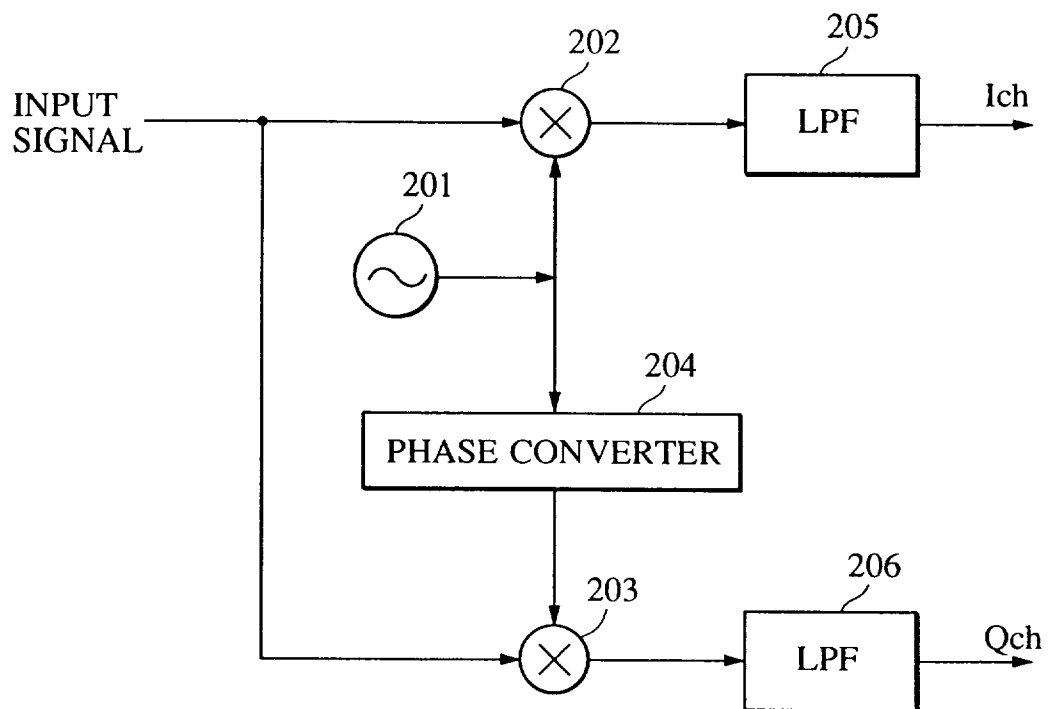 205
202
INPUT
SIGNAL
LPF
Ich
201
204
PHASE CONVERTER
203
206
LPF
Qch